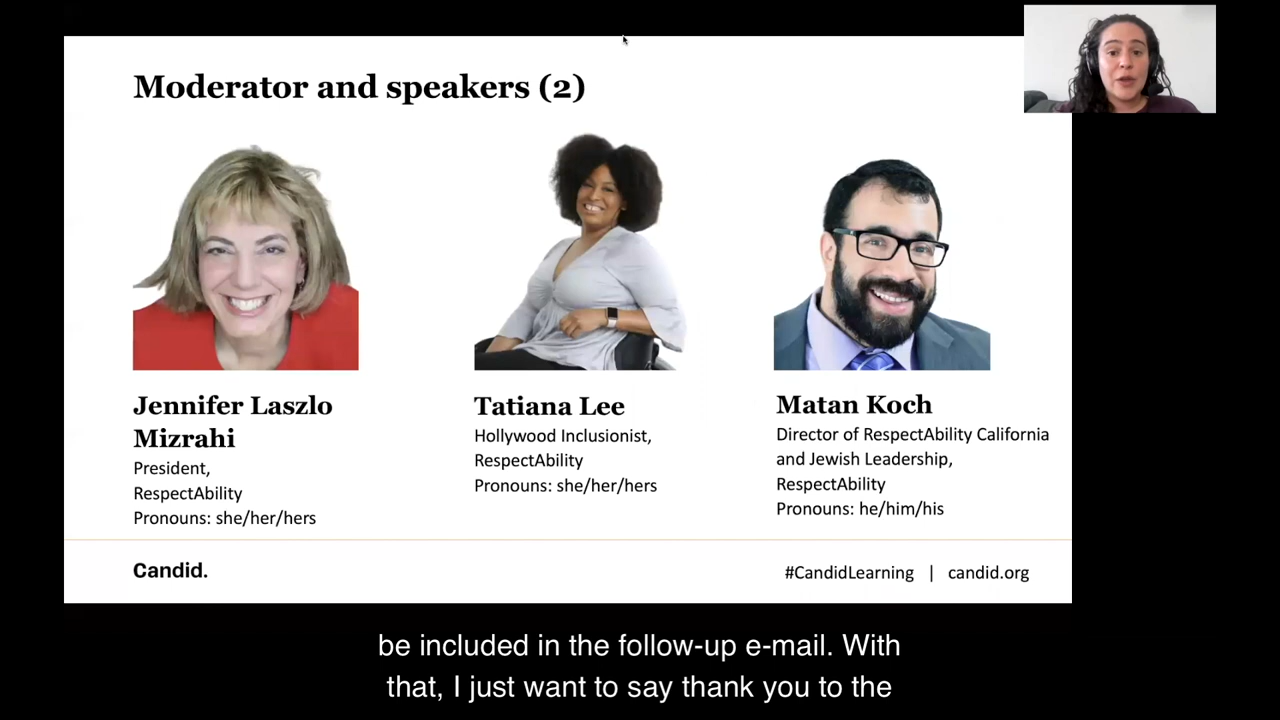 Moderator and speakers (2)
Jennifer Laszlo
Mizrahi
President,
RespectAbility
Pronouns: she/her/hers
Tatiana Lee
Hollywood Inclusionist,
RespectAbility
Pronouns: she/her/hers
Matan Koch
Director of RespectAbility California
and Jewish Leadership,
RespectAbility
Pronouns: he/him/his
Candid.
#CandidLearning | candid.org
be included in the follow-up e-mail. With
that, I just want to say thank you to the